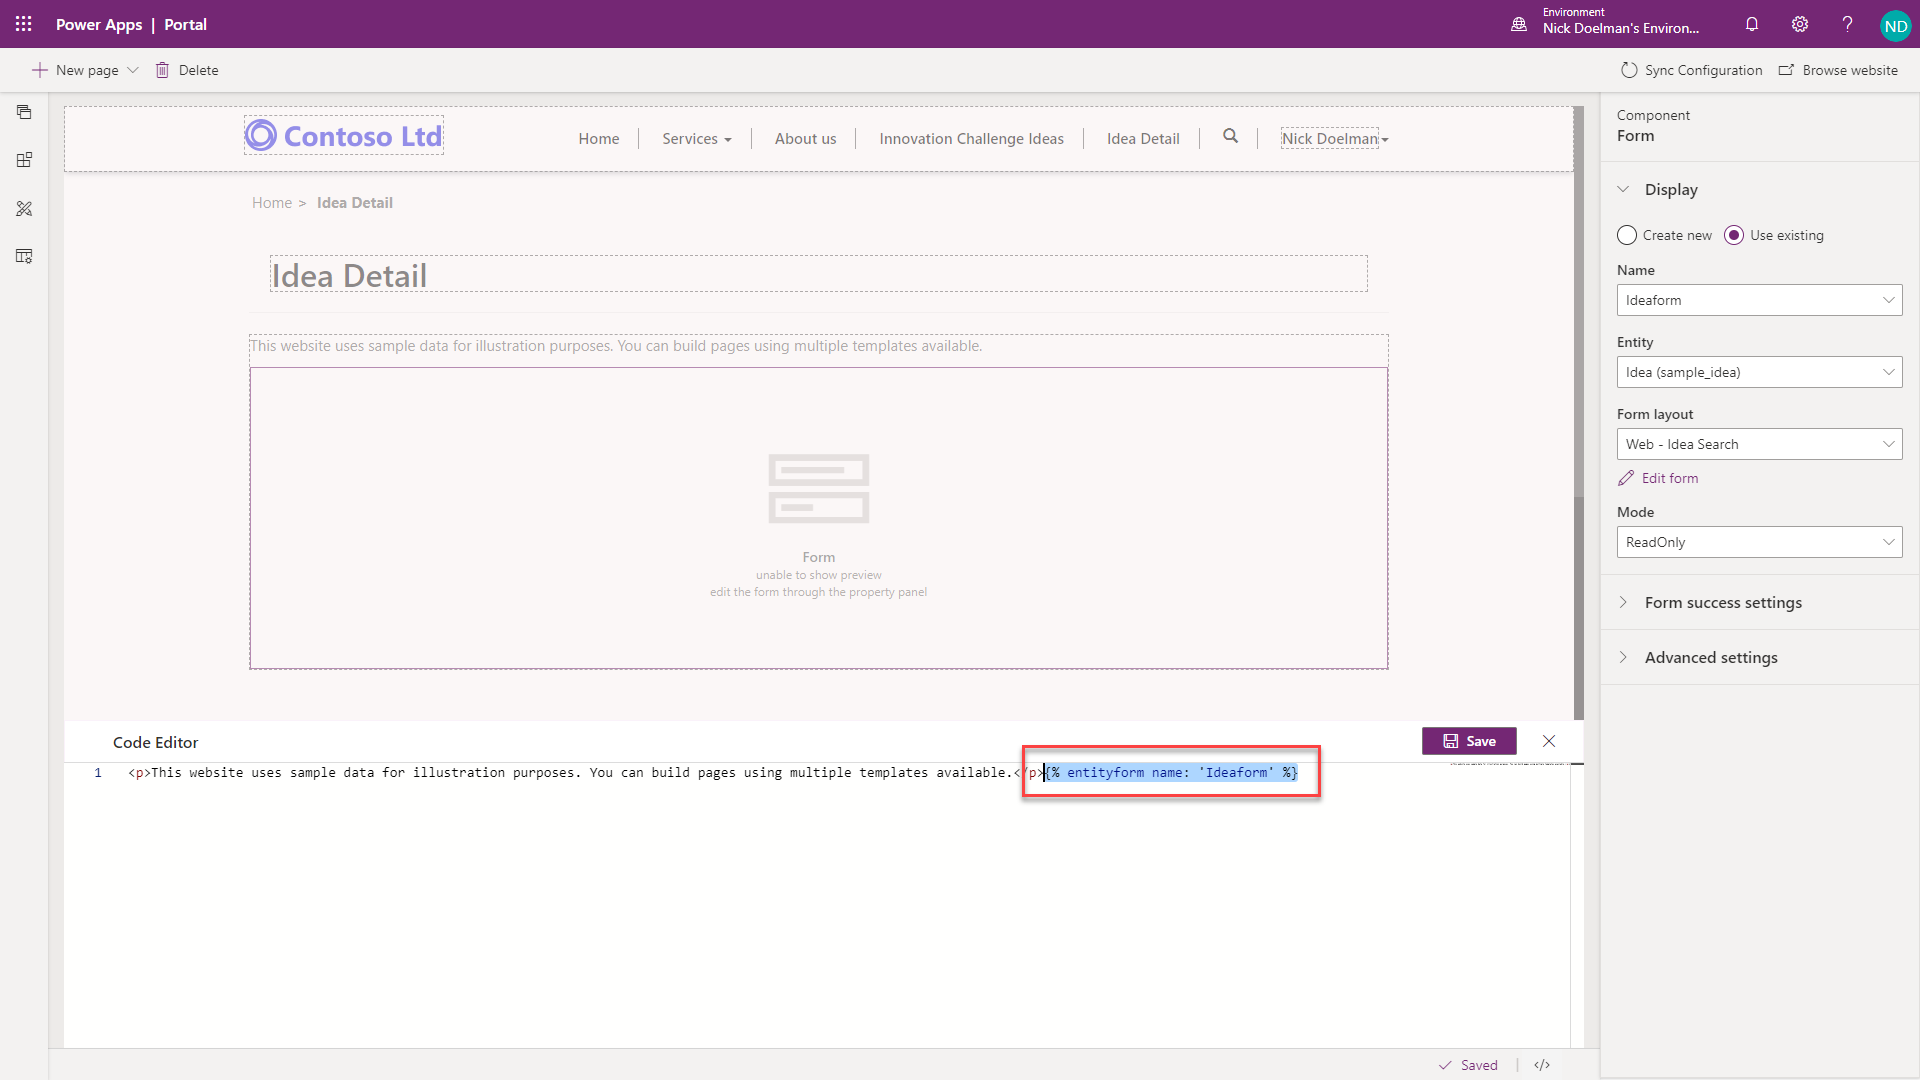 Power Apps | Portal
Environment
Nick Doelman's Environ...
?
ND
New page
Delete
Sync Configuration
Browse website
Contoso Ltd
Home
Services
About us
Innovation Challenge Ideas
Idea Detail
Nick Doelman
Home > Idea Detail
Idea Detail
This website uses sample data for illustration purposes. You can build pages using multiple templates available.
Form
unable to show preview
edit the form through the property panel
Component
Form
Display
Create new
Use existing
Name
Ideaform
Entity
Idea (sample_idea)
Form layout
Web - Idea Search
Edit form
Mode
ReadOnly
Form success settings
Advanced settings
Code Editor
Save
1 <p>This website uses sample data for illustration purposes. You can build pages using multiple templates available.</p>{% entityform name: 'Ideaform' %}
Saved
</>